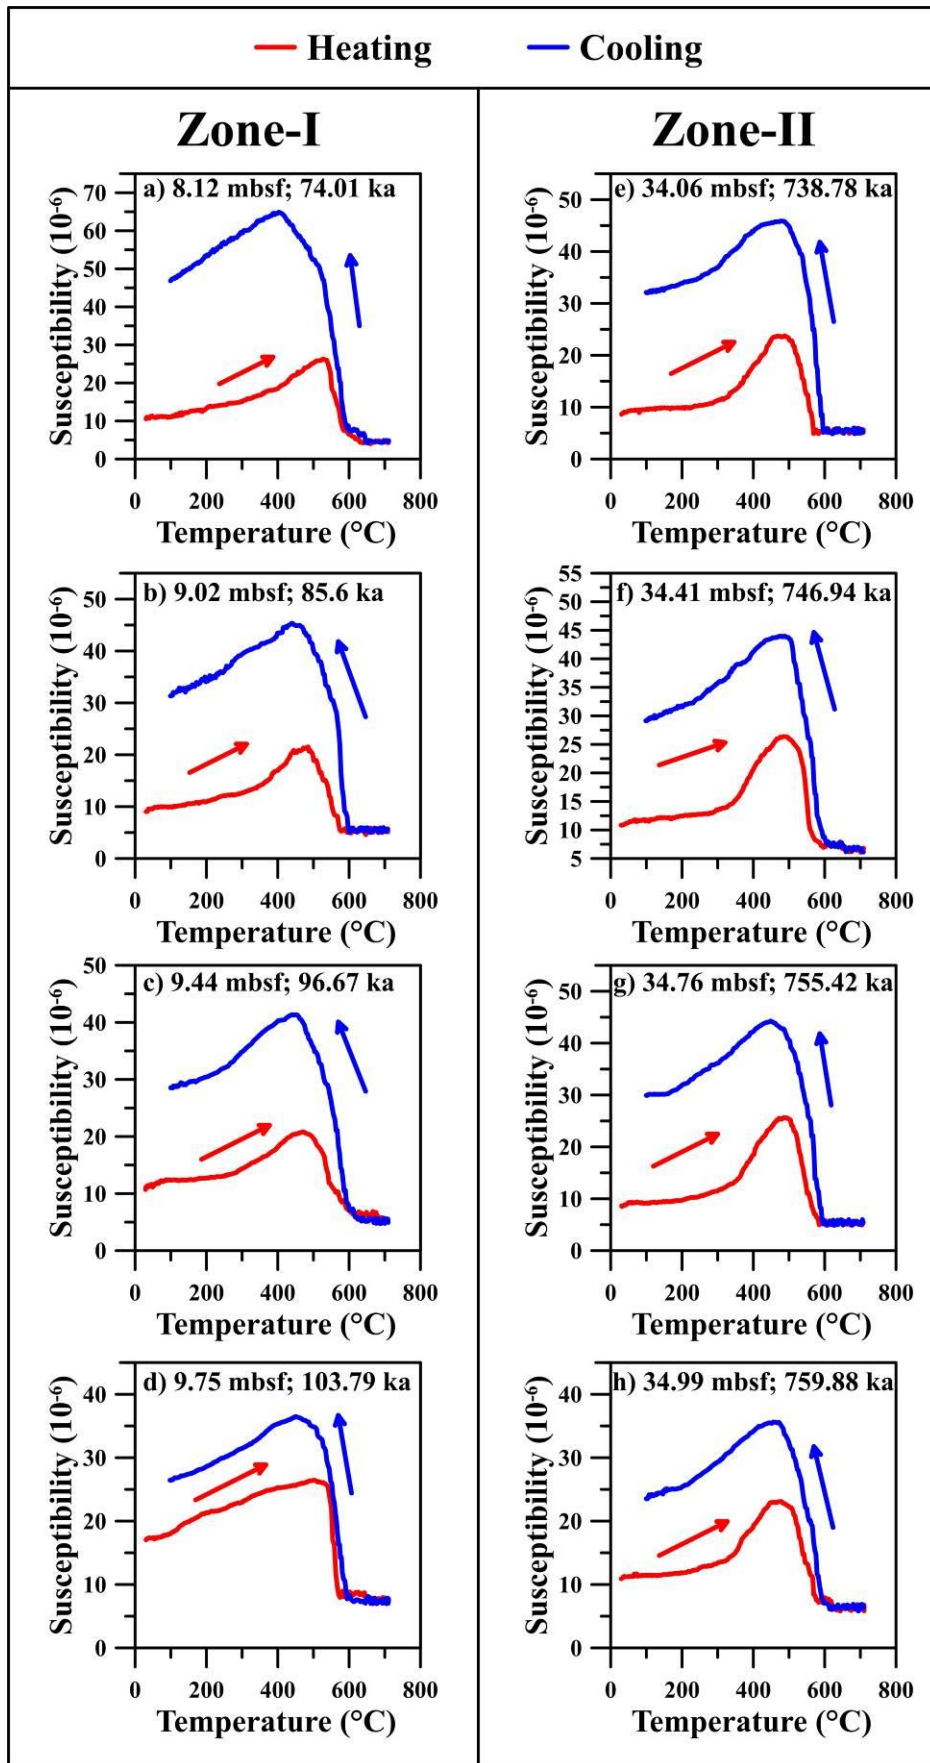 Heating
Cooling
Zone-I
a) 8.12 mbsf; 74.01 ka
Susceptibility (10⁻⁶)
70
60
50
40
30
20
10
0
0 200 400 600 800
Temperature (°C)
b) 9.02 mbsf; 85.6 ka
Susceptibility (10⁻⁶)
50
40
30
20
10
0
0 200 400 600 800
Temperature (°C)
c) 9.44 mbsf; 96.67 ka
Susceptibility (10⁻⁶)
50
40
30
20
10
0
0 200 400 600 800
Temperature (°C)
d) 9.75 mbsf; 103.79 ka
Susceptibility (10⁻⁶)
40
30
20
10
0
0 200 400 600 800
Temperature (°C)
Zone-II
e) 34.06 mbsf; 738.78 ka
Susceptibility (10⁻⁶)
50
40
30
20
10
0
0 200 400 600 800
Temperature (°C)
f) 34.41 mbsf; 746.94 ka
Susceptibility (10⁻⁶)
55
50
45
40
35
30
25
20
15
10
5
0 200 400 600 800
Temperature (°C)
g) 34.76 mbsf; 755.42 ka
Susceptibility (10⁻⁶)
50
40
30
20
10
0
0 200 400 600 800
Temperature (°C)
h) 34.99 mbsf; 759.88 ka
Susceptibility (10⁻⁶)
40
30
20
10
0
0 200 400 600 800
Temperature (°C)